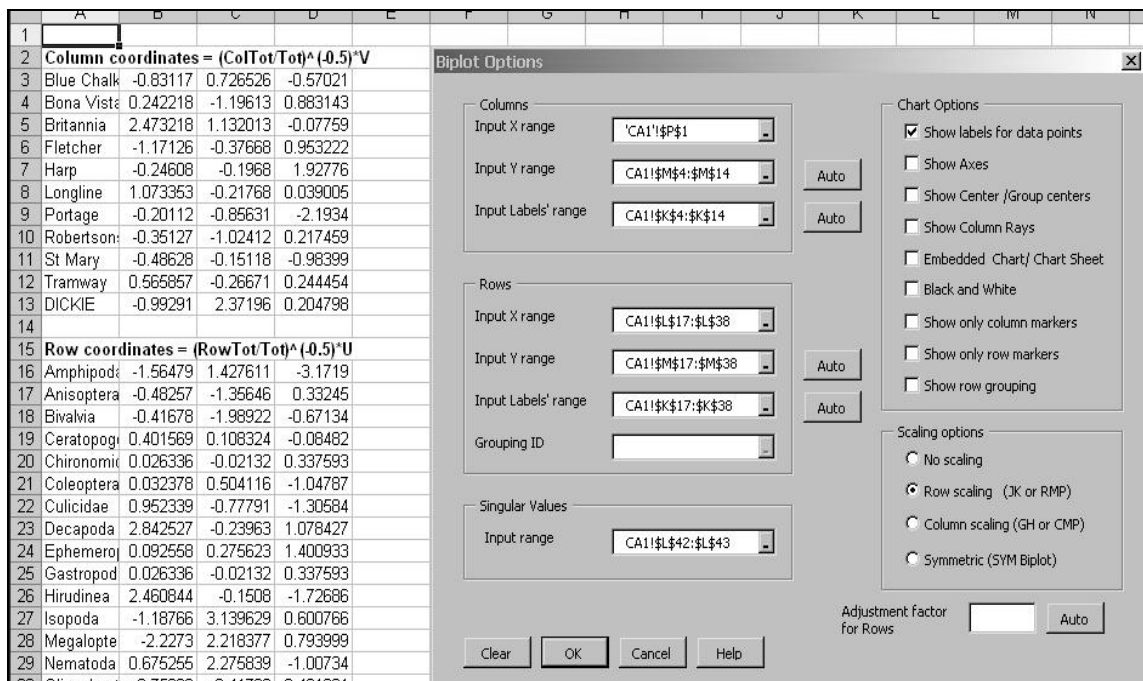 A B C D E F G H I J K L M N
1
2 Column coordinates = (ColTot/Tot)^(-0.5)*V
3 Blue Chalk -0.83117 0.726526 -0.57021
4 Bona Vista 0.242218 -1.19613 0.883143
5 Britannia 2.473218 1.132013 -0.07759
6 Fletcher -1.17126 -0.37668 0.953222
7 Harp -0.24608 -0.1968 1.92776
8 Longline 1.073353 -0.21768 0.039005
9 Portage -0.20112 -0.85631 -2.1934
10 Robertson -0.35127 -1.02412 0.217459
11 St Mary -0.48628 -0.15118 -0.98399
12 Tramway 0.565857 -0.26671 0.244454
13 DICKIE -0.99291 2.37196 0.204798
14
15 Row coordinates = (RowTot/Tot)^(-0.5)*U
16 Amphipoda -1.56479 1.427611 -3.1719
17 Anisoptera -0.48257 -1.35646 0.33245
18 Bivalvia -0.41678 -1.98922 -0.67134
19 Ceratopog 0.401569 0.108324 -0.08482
20 Chironomi 0.026336 -0.02132 0.337593
21 Coleoptera 0.032378 0.504116 -1.04787
22 Culicidae 0.952339 -0.77791 -1.30584
23 Decapoda 2.842527 -0.23963 1.078427
24 Ephemero 0.092558 0.275623 1.400933
25 Gastropod 0.026336 -0.02132 0.337593
26 Hirudinea 2.460844 -0.1508 -1.72686
27 Isopoda -1.18766 3.139629 0.600766
28 Megalopte -2.2273 2.218377 0.793999
29 Nematoda 0.675255 2.275839 -1.00734
Biplot Options
Columns
Input X range 'CA1'!$P$1
Input Y range CA1!$M$4:$M$14 Auto
Input Labels' range CA1!$K$4:$K$14 Auto
Rows
Input X range CA1!$L$17:$L$38
Input Y range CA1!$M$17:$M$38 Auto
Input Labels' range CA1!$K$17:$K$38 Auto
Grouping ID
Singular Values
Input range CA1!$L$42:$L$43
Clear OK Cancel Help
Chart Options
Show labels for data points
Show Axes
Show Center /Group centers
Show Column Rays
Embedded Chart/ Chart Sheet
Black and White
Show only column markers
Show only row markers
Show row grouping
Scaling options
No scaling
Row scaling (JK or RMP)
Column scaling (GH or CMP)
Symmetric (SYM Biplot)
Adjustment factor
for Rows
Auto